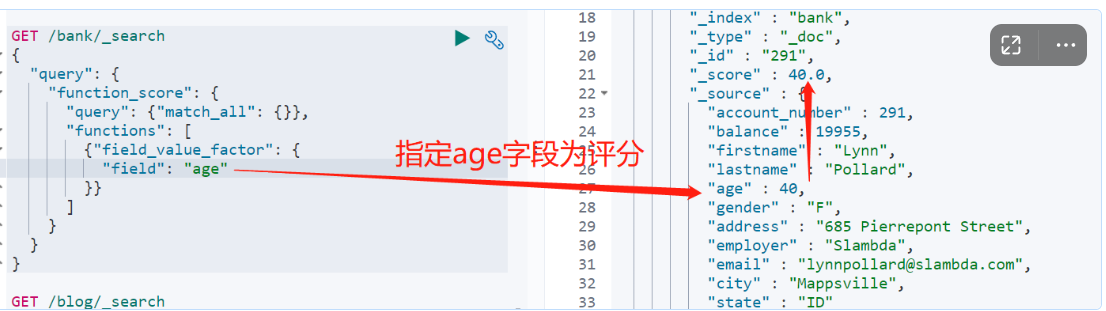 GET /bank/_search
{
"query": {
"function_score": {
"query": {"match_all": {}},
"functions": [
{"field_value_factor": {
"field": "age"
}}
]
}
}
}
GET /blog/_search
指定age字段为评分
18 "_index" : "bank",
19 "_type" : "_doc",
20 "_id" : "291",
21 "_score" : 40.0,
22 "_source" : {
23 "account_number" : 291,
24 "balance" : 19955,
25 "firstname" : "Lynn",
26 "lastname" : "Pollard",
27 "age" : 40,
28 "gender" : "F",
29 "address" : "685 Pierrepont Street",
30 "employer" : "Slambda",
31 "email" : "lynnpollard@slambda.com",
32 "city" : "Mappsville",
33 "state" : "ID"